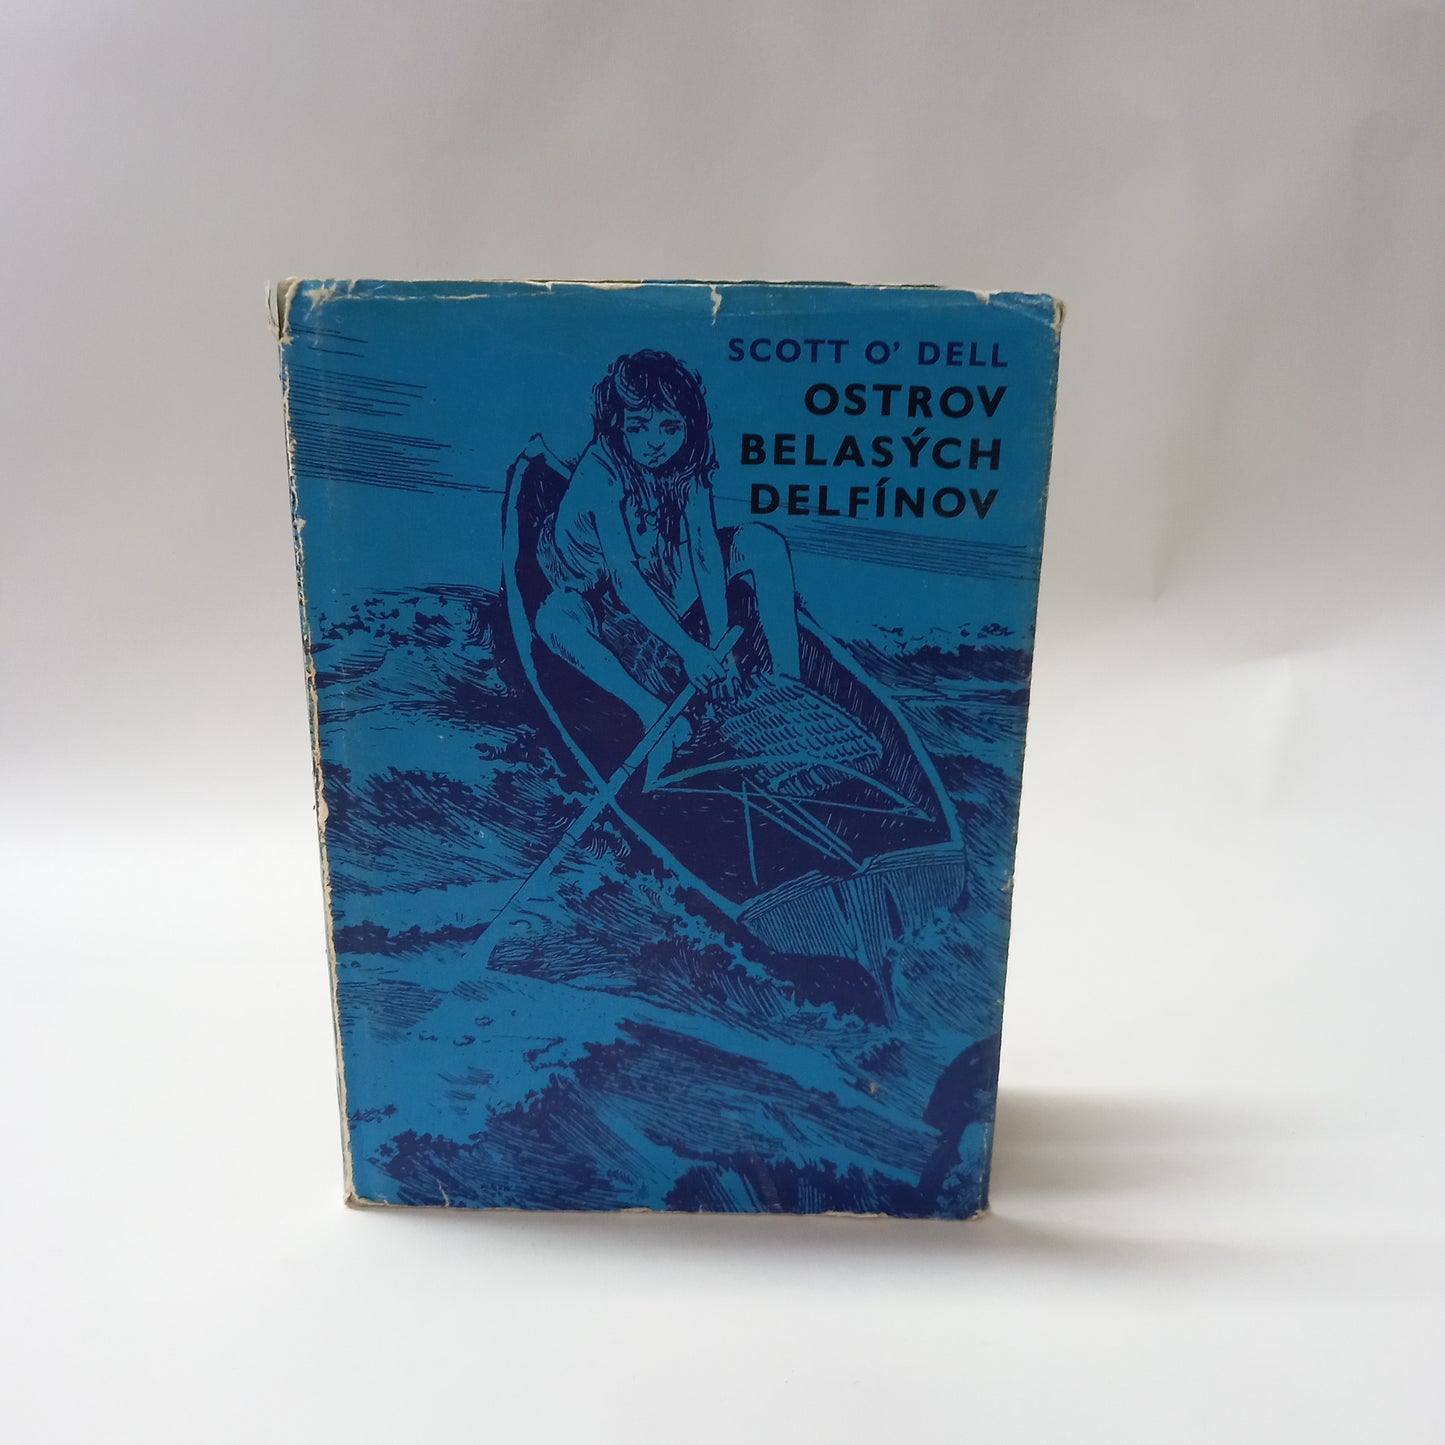 SCOTT O' DELL
OSTROV
BELASÝCH
DELFÍNOV